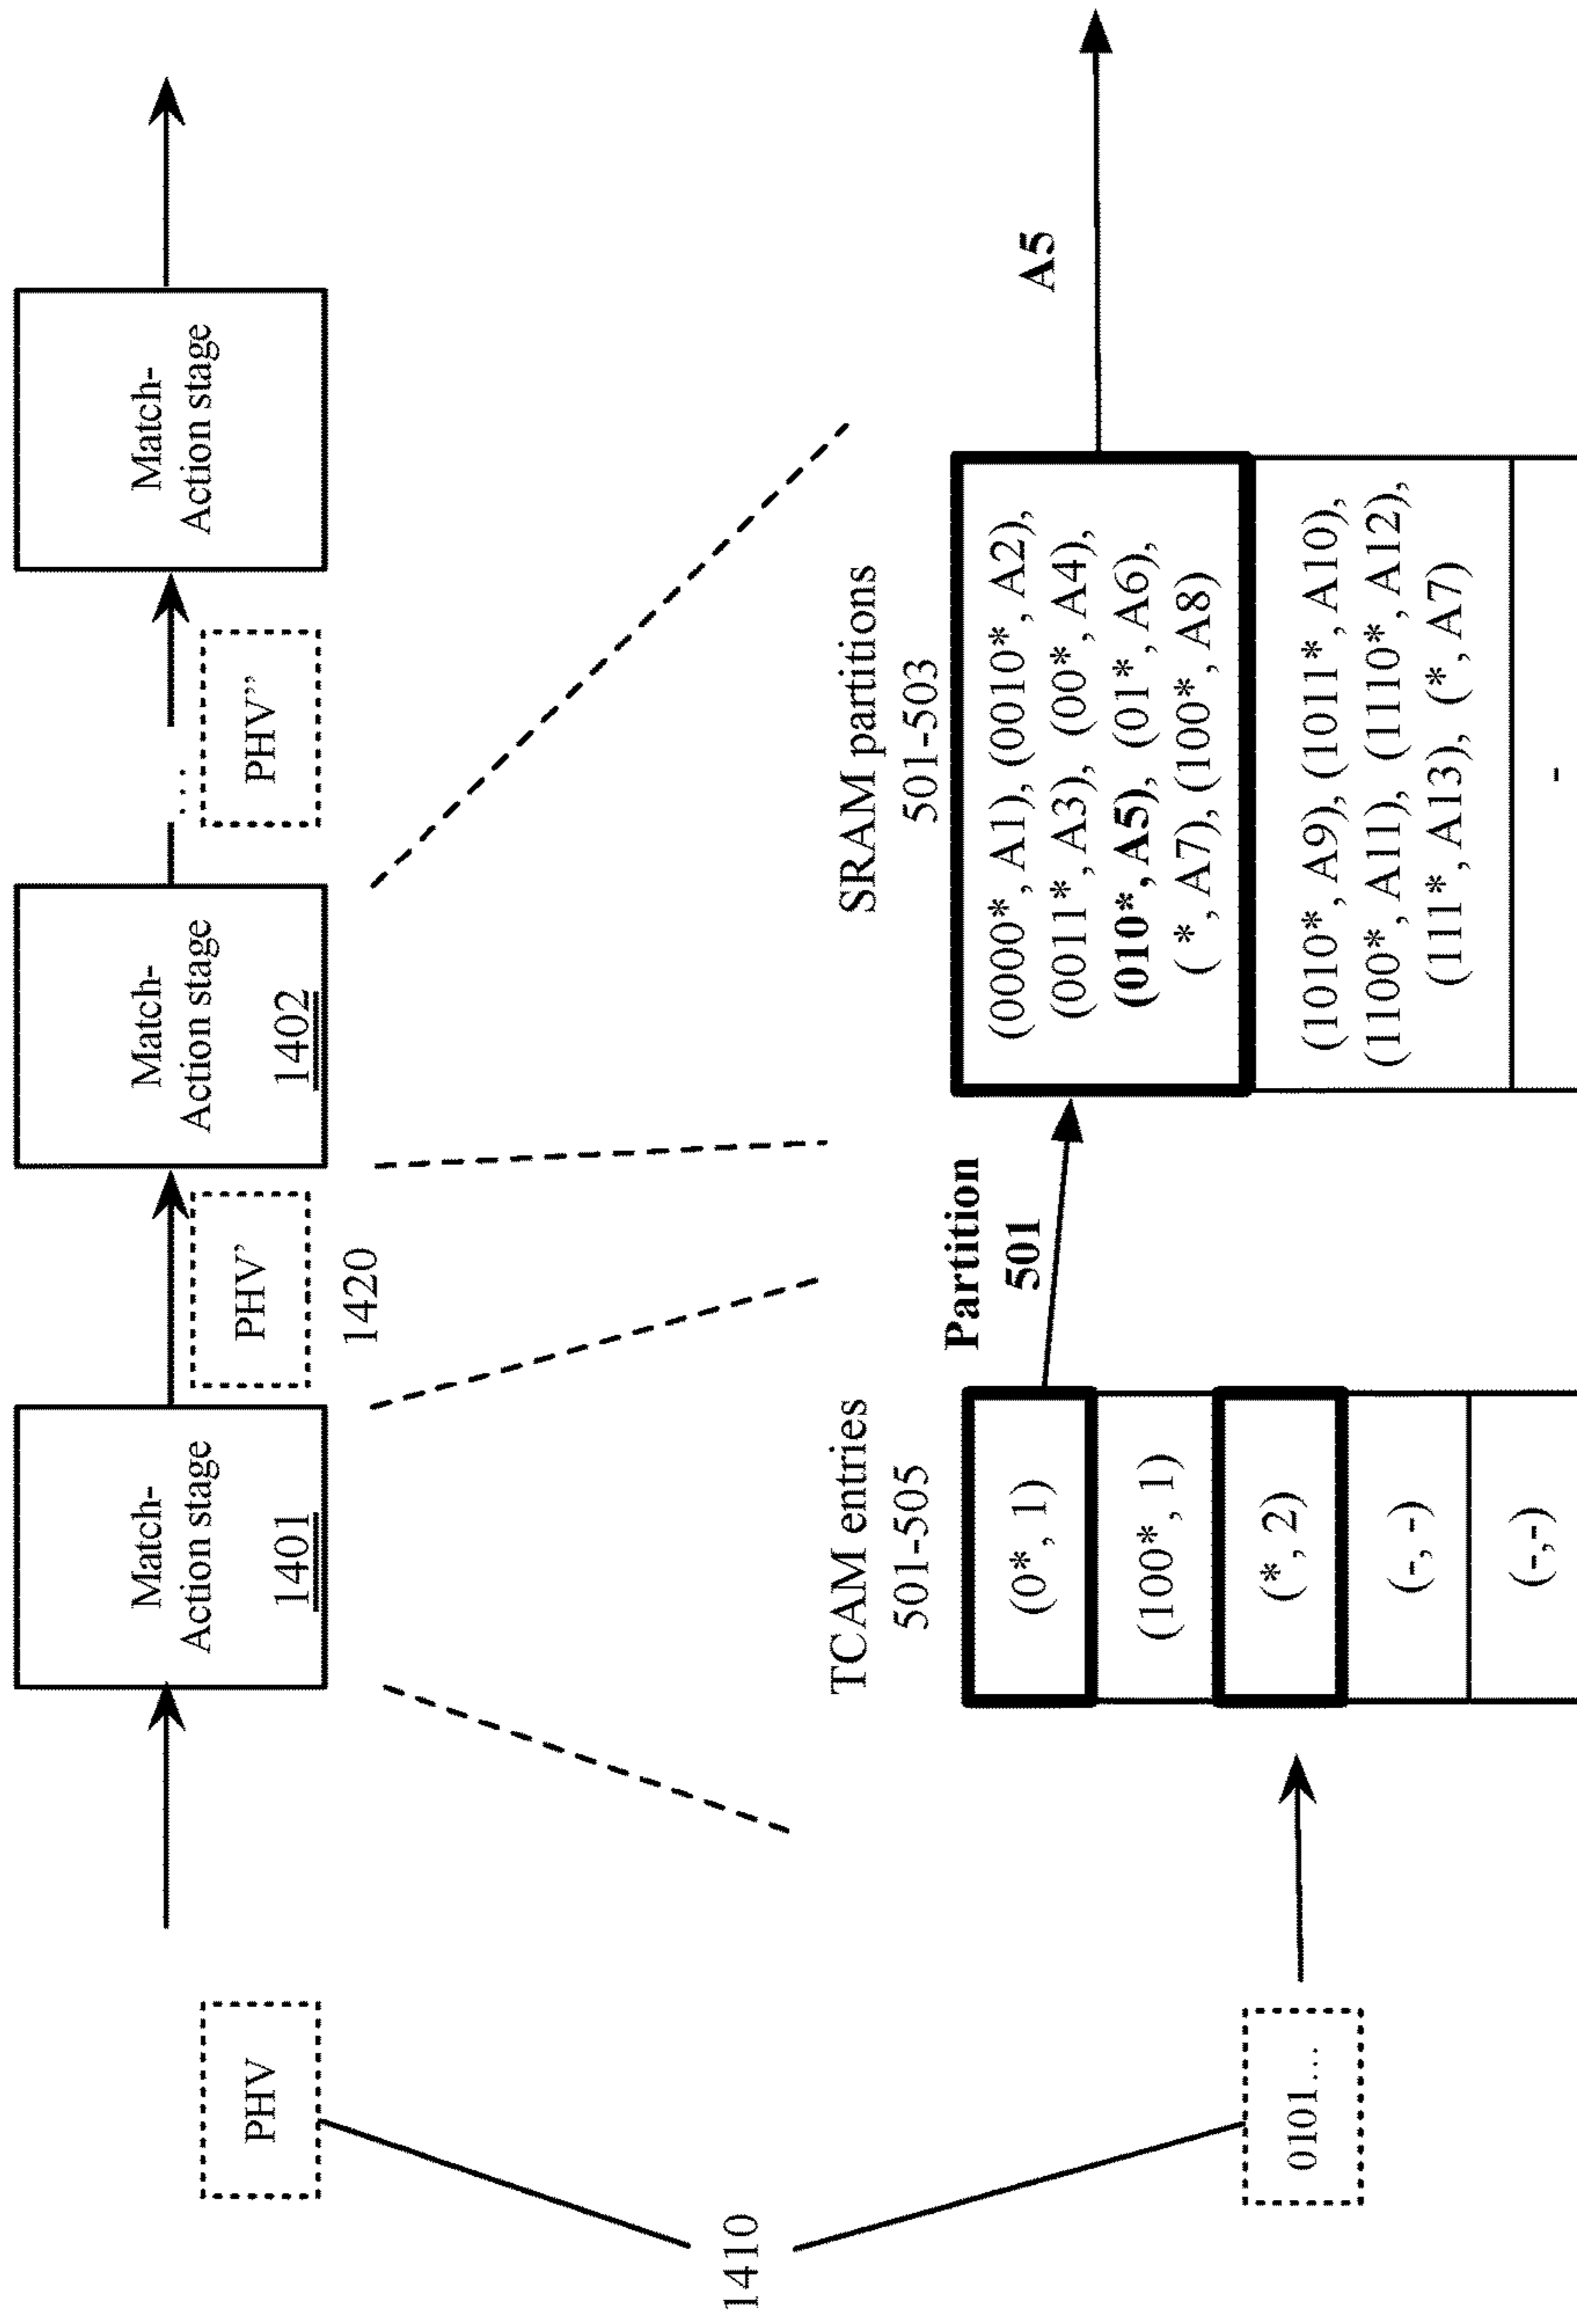 1410
PHV
Match-
Action stage
1401
PHV’
1420
Match-
Action stage
1402
...
PHV’’
Match-
Action stage
0101...
TCAM entries
501-505
(0*, 1)
(100*, 1)
(*, 2)
(-, -)
(-,-)
Partition
501
SRAM partitions
501-503
(0000*, A1), (0010*, A2),
(0011*, A3), (00*, A4),
(010*, A5), (01*, A6),
(*, A7), (100*, A8)
(1010*, A9), (1011*, A10),
(1100*, A11), (1110*, A12),
(111*, A13), (*, A7)
-
A5